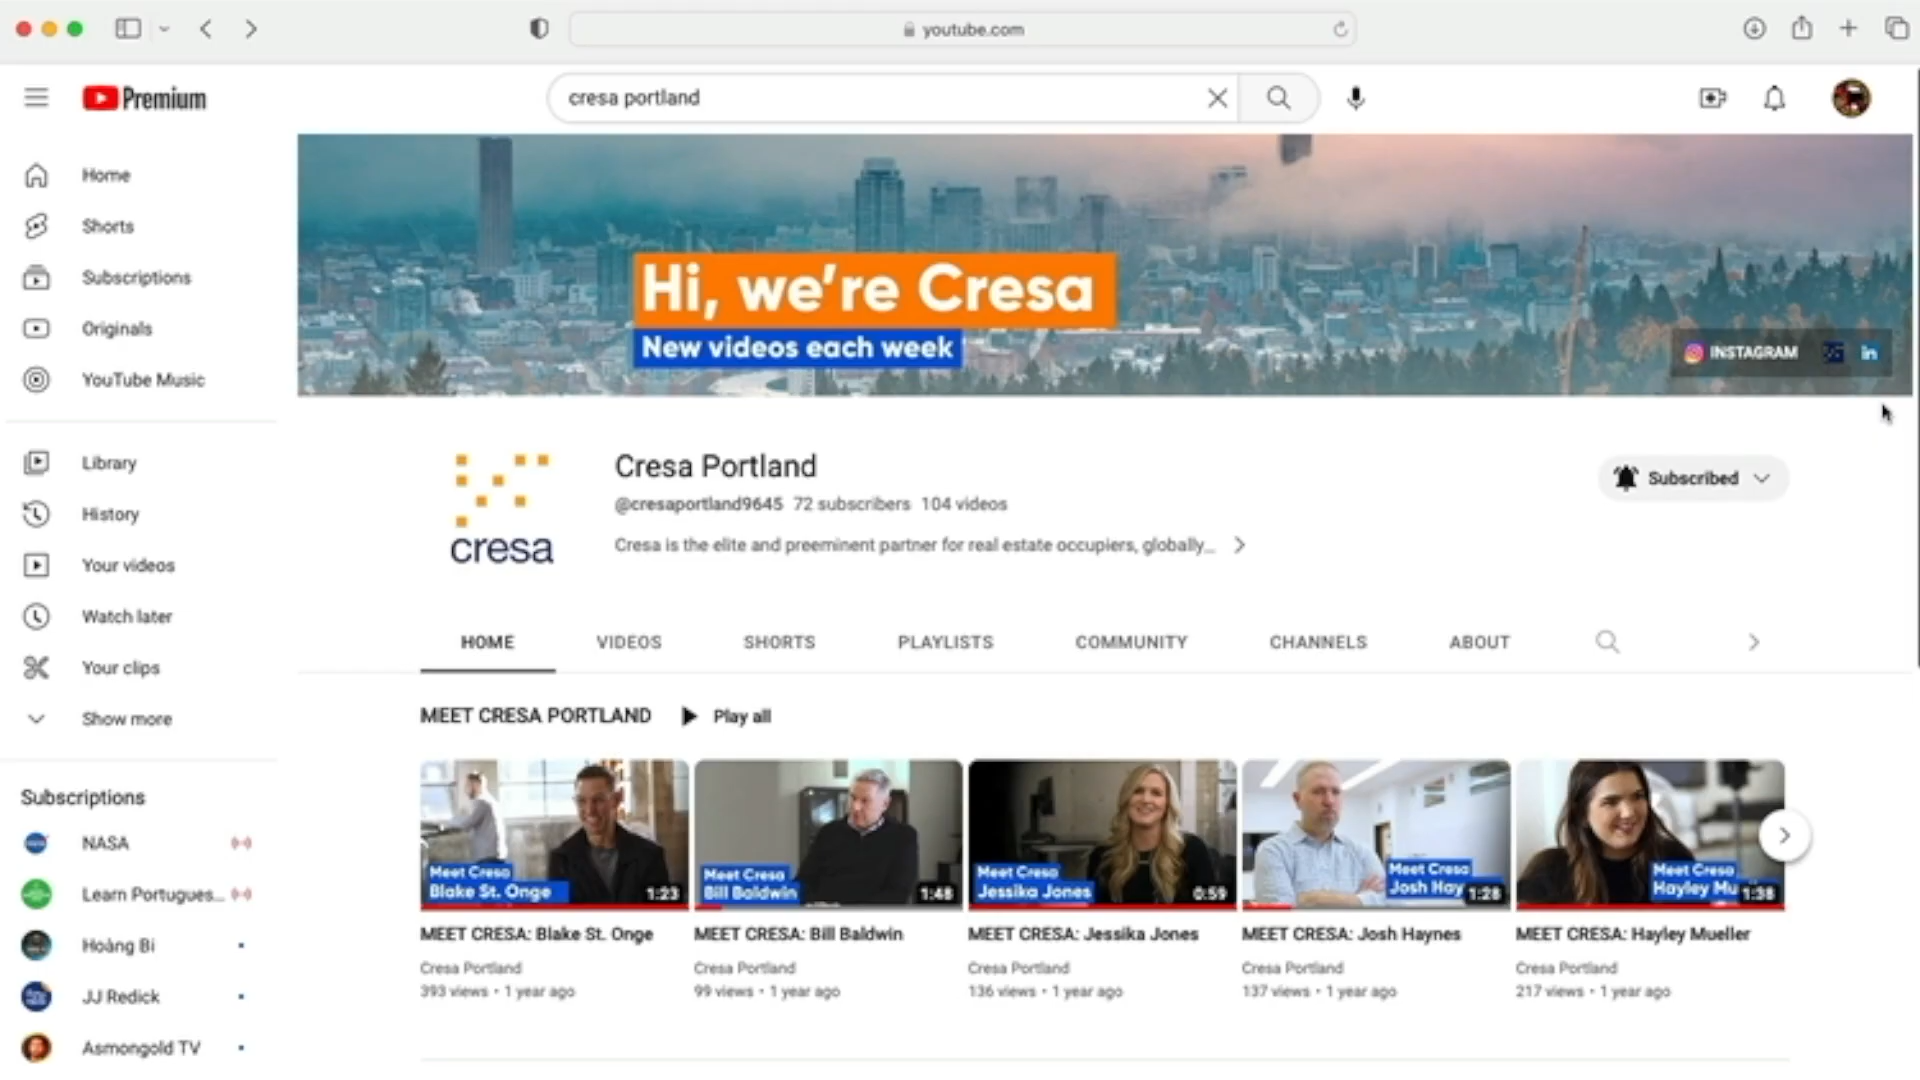 youtube.com
Premium
cresa portland
Home
Shorts
Subscriptions
Originals
YouTube Music
Library
History
Your videos
Watch later
Your clips
Show more
Subscriptions
NASA
Learn Portugues...
Hoàng Bi
JJ Redick
Asmongold TV
Hi, we're Cresa
New videos each week
INSTAGRAM
in
cresa
Cresa Portland
@cresaportland9645 72 subscribers 104 videos
Cresa is the elite and preeminent partner for real estate occupiers, globally...
Subscribed
HOME VIDEOS SHORTS PLAYLISTS COMMUNITY CHANNELS ABOUT
MEET CRESA PORTLAND Play all
Meet Cresa
Blake St. Onge
1:23
MEET CRESA: Blake St. Onge
Cresa Portland
393 views • 1 year ago
Meet Cresa
Bill Baldwin
1:48
MEET CRESA: Bill Baldwin
Cresa Portland
99 views • 1 year ago
Meet Cresa
Jessika Jones
0:59
MEET CRESA: Jessika Jones
Cresa Portland
136 views • 1 year ago
Meet Cresa
Josh Hay
1:28
MEET CRESA: Josh Haynes
Cresa Portland
137 views • 1 year ago
Meet Cresa
Hayley Mu
1:38
MEET CRESA: Hayley Mueller
Cresa Portland
217 views • 1 year ago